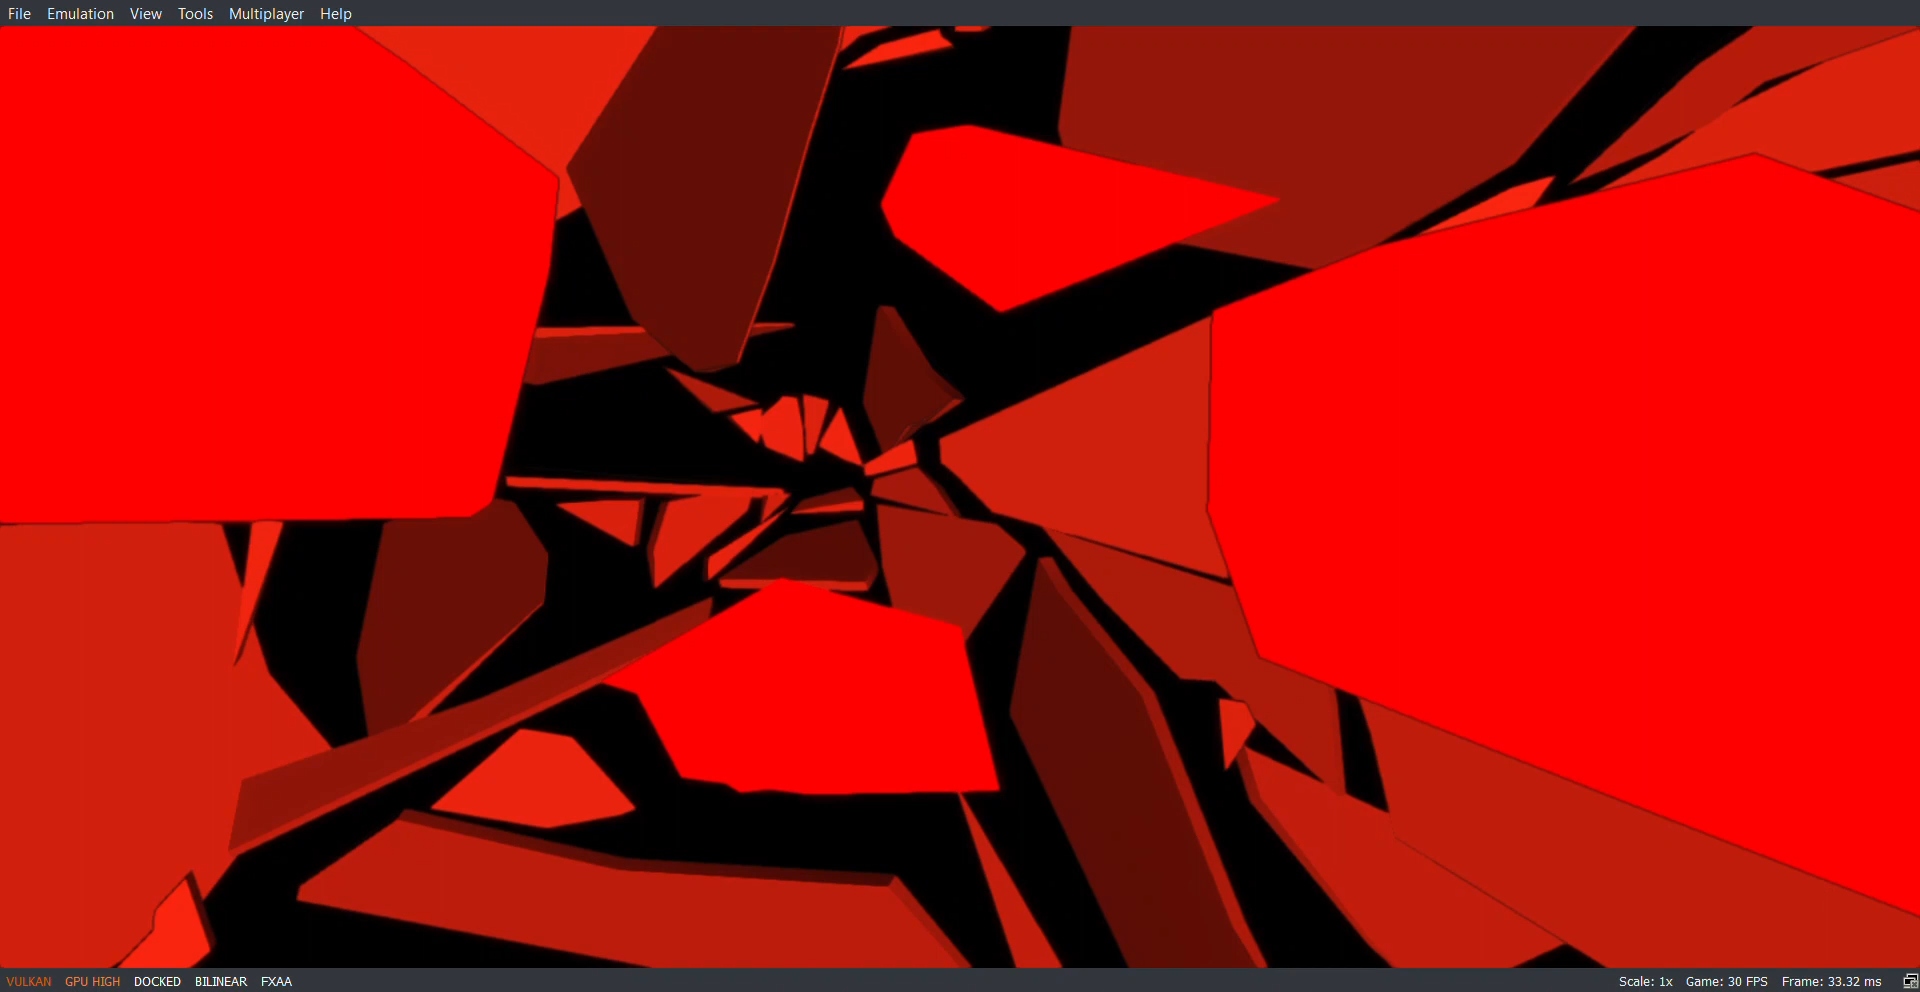 File Emulation View Tools Multiplayer Help
VULKAN GPU HIGH DOCKED BILINEAR FXAA Scale: 1x Game: 30 FPS Frame: 33.32 ms